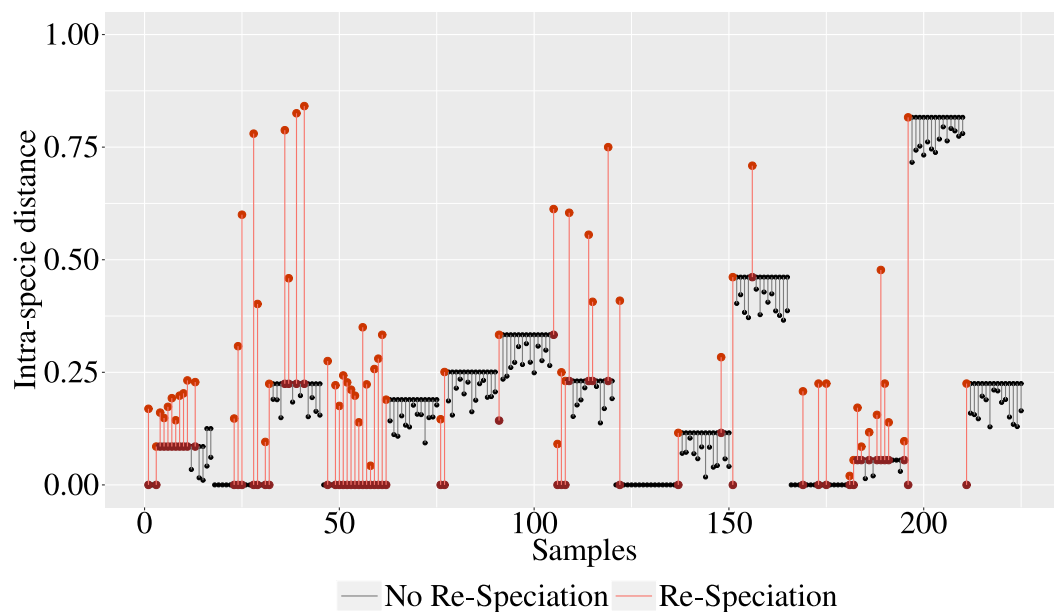 1.00
0.75
0.50
0.25
0.00
Intra-specie distance
0 50 100 150 200
Samples
No Re-Speciation Re-Speciation